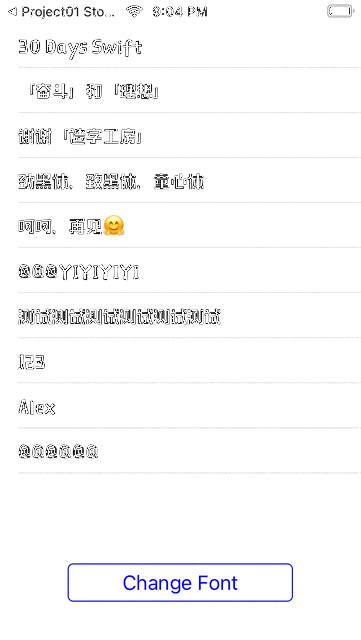 Project01 Sto... 8:04 PM
30 Days Swift
「奋斗」和「理想」
谢谢「造字工房」
致黑体，致黑体，童心体
呵呵，再见🤗
@@@YIYIYIYI
测试测试测试测试测试测试
123
Alex
@@@@@@
Change Font